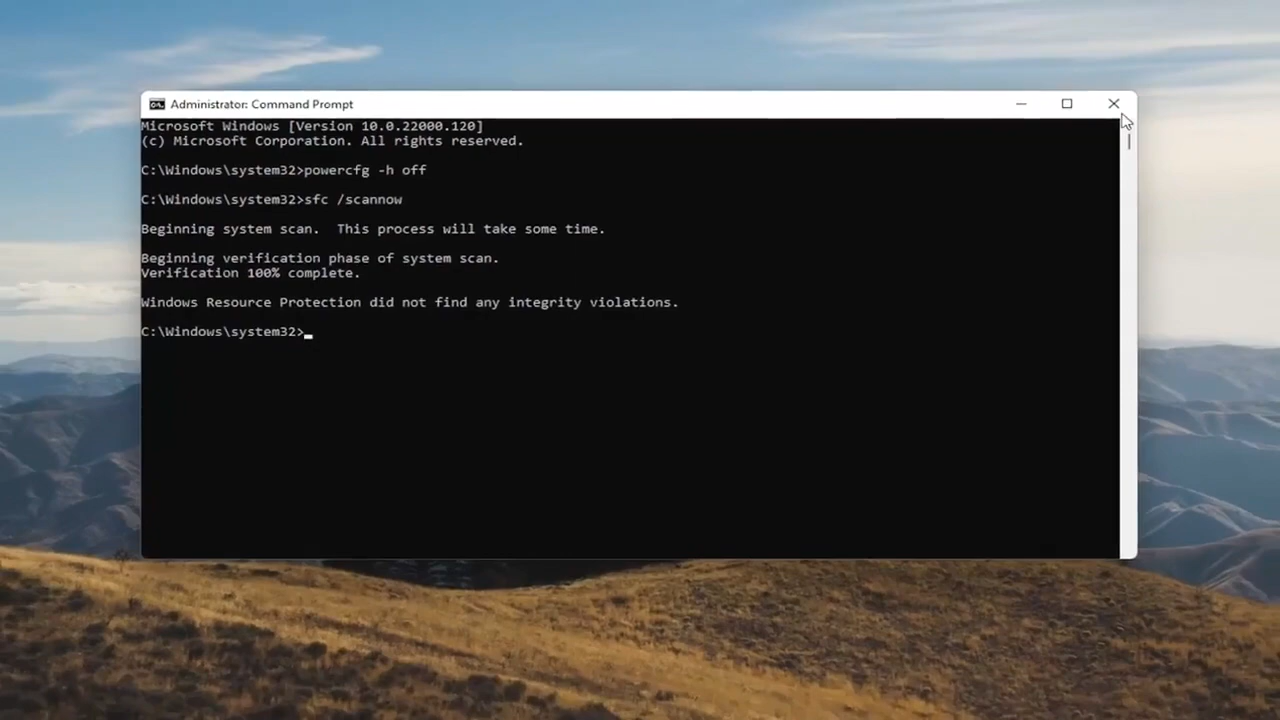 Administrator: Command Prompt
Microsoft Windows [Version 10.0.22000.120]
(c) Microsoft Corporation. All rights reserved.
C:\Windows\system32>powercfg -h off
C:\Windows\system32>sfc /scannow
Beginning system scan.  This process will take some time.
Beginning verification phase of system scan.
Verification 100% complete.
Windows Resource Protection did not find any integrity violations.
C:\Windows\system32>